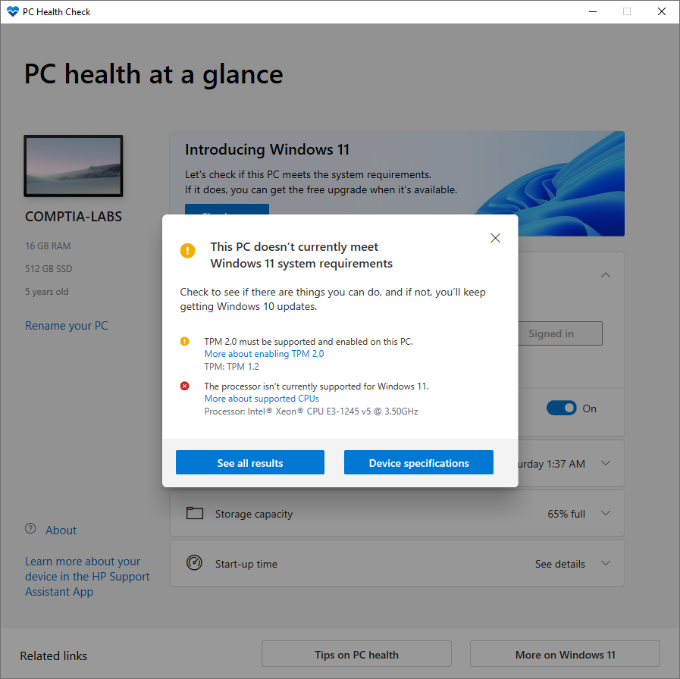 PC Health Check
PC health at a glance
COMPTIA-LABS
16 GB RAM
512 GB SSD
5 years old
Rename your PC
Introducing Windows 11
Let's check if this PC meets the system requirements.
If it does, you can get the free upgrade when it's available.
This PC doesn't currently meet
Windows 11 system requirements
Check to see if there are things you can do, and if not, you'll keep
getting Windows 10 updates.
TPM 2.0 must be supported and enabled on this PC.
More about enabling TPM 2.0
TPM: TPM 1.2
The processor isn't currently supported for Windows 11.
More about supported CPUs
Processor: Intel® Xeon® CPU E3-1245 v5 @ 3.50GHz
See all results
Device specifications
Signed in
On
urday 1:37 AM
Storage capacity
65% full
Start-up time
See details
About
Learn more about your
device in the HP Support
Assistant App
Related links
Tips on PC health
More on Windows 11